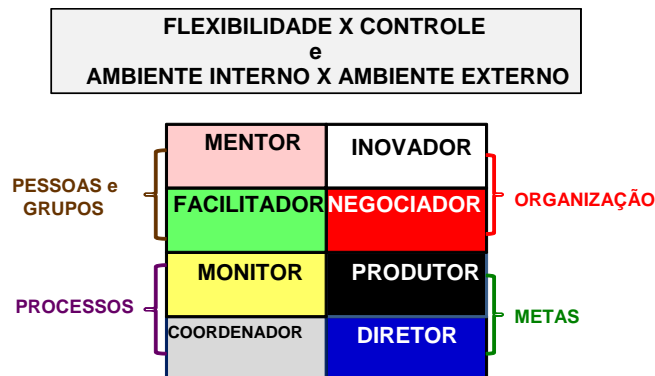 FLEXIBILIDADE X CONTROLE
e
AMBIENTE INTERNO X AMBIENTE EXTERNO
MENTOR
INOVADOR
PESSOAS e
GRUPOS
FACILITADOR
NEGOCIADOR
ORGANIZAÇÃO
MONITOR
PRODUTOR
PROCESSOS
METAS
COORDENADOR
DIRETOR